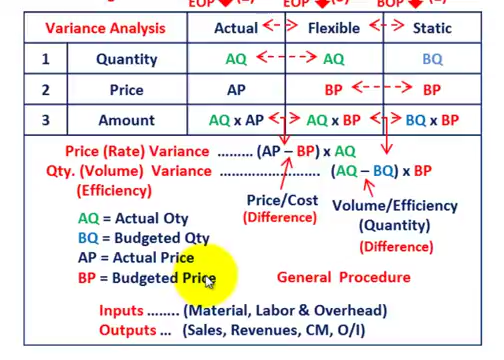 EOP
EOP
BOP
Variance Analysis Actual <--> Flexible <--> Static
1 Quantity AQ <----> AQ BQ
2 Price AP BP <----> BP
3 Amount AQ x AP <--> AQ x BP <--> BQ x BP
Price (Rate) Variance ......... (AP – BP) x AQ
Qty. (Volume) Variance .......................... (AQ – BQ) x BP
(Efficiency)
Price/Cost
(Difference)
Volume/Efficiency
(Quantity)
(Difference)
AQ = Actual Qty
BQ = Budgeted Qty
AP = Actual Price
BP = Budgeted Price
General Procedure
Inputs ........ (Material, Labor & Overhead)
Outputs ... (Sales, Revenues, CM, O/I)